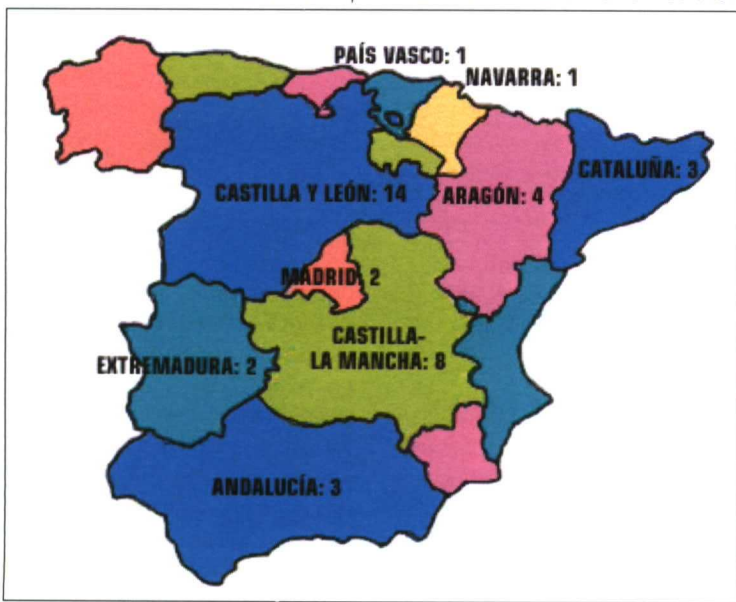 PAÍS VASCO: 1
NAVARRA: 1
CATALUÑA: 3
CASTILLA Y LEÓN: 14
ARAGÓN: 4
MADRID: 2
CASTILLA-
LA MANCHA: 8
EXTREMADURA: 2
ANDALUCÍA: 3